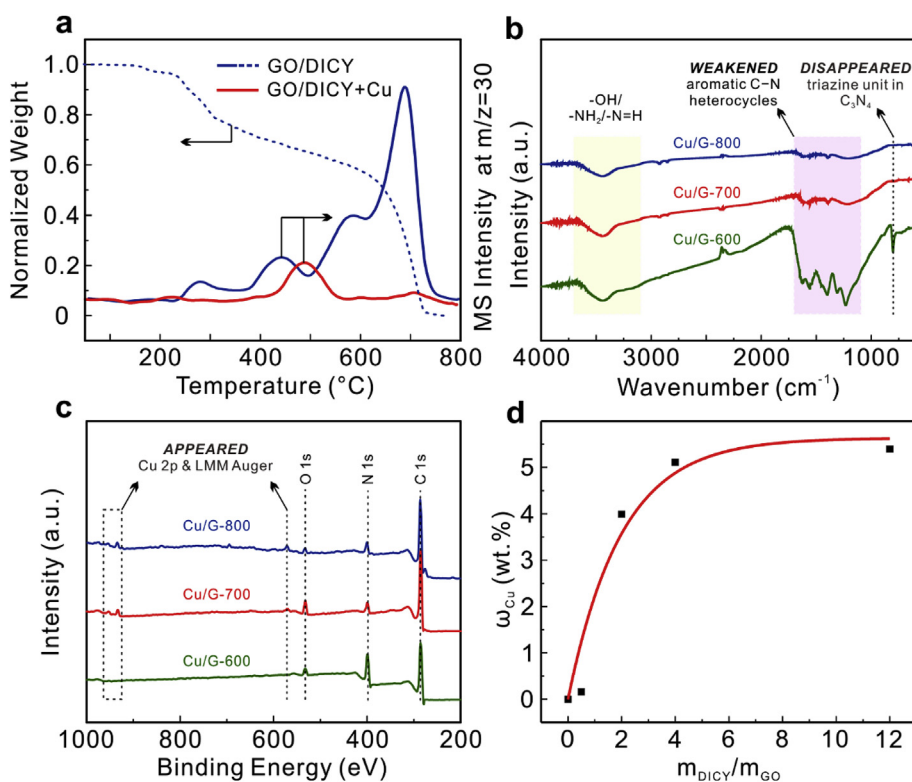 a
GO/DICY
GO/DICY+Cu
Normalized Weight
1.0
0.8
0.6
0.4
0.2
0
200
400
600
800
Temperature (°C)
MS Intensity at m/z=30
b
WEAKENED
aromatic C−N
heterocycles
DISAPPEARED
triazine unit in
C₃N₄
-OH/
-NH₂/-N=H
Cu/G-800
Cu/G-700
Cu/G-600
Intensity (a.u.)
4000
3000
2000
1000
Wavenumber (cm⁻¹)
c
APPEARED
Cu 2p & LMM Auger
O 1s
N 1s
C 1s
Cu/G-800
Cu/G-700
Cu/G-600
Intensity (a.u.)
1000
800
600
400
200
Binding Energy (eV)
d
ω_Cu (wt.%)
5
4
3
2
1
0
0
2
4
6
8
10
12
m_DICY/m_GO